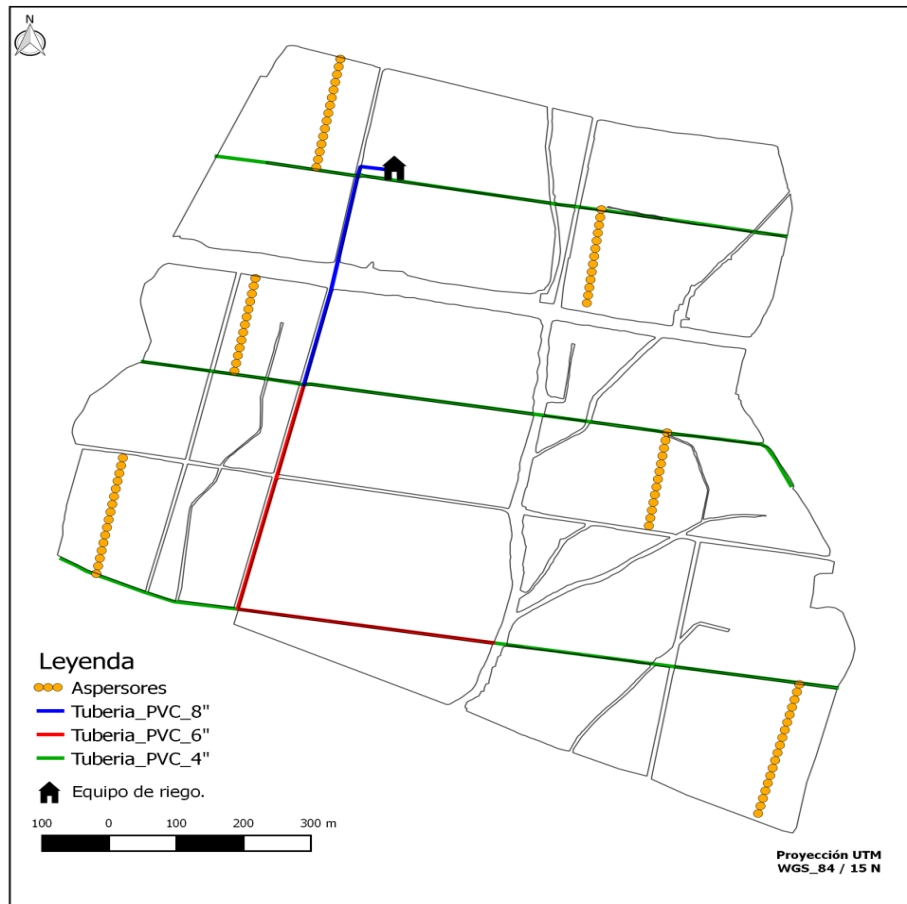 N
Leyenda
Aspersores
Tuberia_PVC_8"
Tuberia_PVC_6"
Tuberia_PVC_4"
Equipo de riego.
100 0 100 200 300 m
Proyección UTM
WGS_84 / 15 N